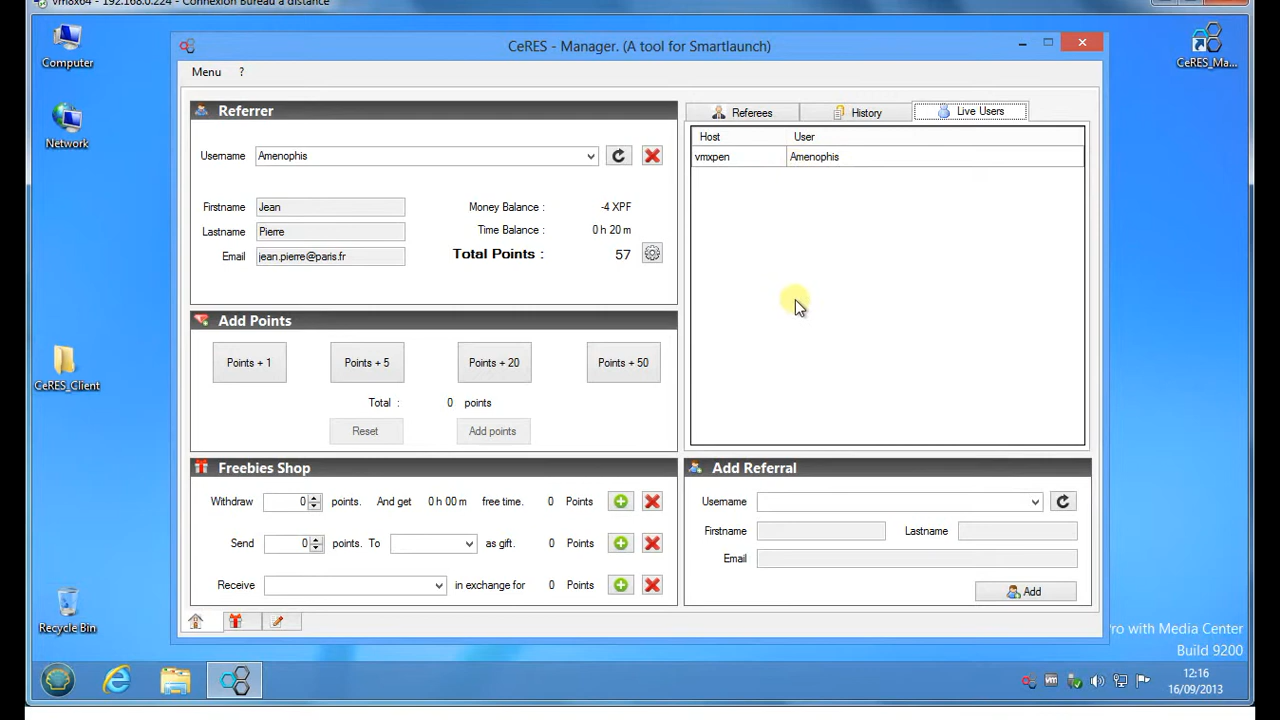 vm8x64 - 192.168.0.224 - Connexion Bureau à distance
Computer
Network
CeRES_Client
Recycle Bin
CeRES_Ma...
CeRES - Manager. (A tool for Smartlaunch)
Menu ?
Referrer
Username Amenophis
Firstname Jean Money Balance : -4 XPF
Lastname Pierre Time Balance : 0 h 20 m
Email jean.pierre@paris.fr Total Points : 57
Add Points
Points + 1 Points + 5 Points + 20 Points + 50
Total : 0 points
Reset Add points
Freebies Shop
Withdraw 0 points. And get 0 h 00 m free time. 0 Points
Send 0 points. To as gift. 0 Points
Receive in exchange for 0 Points
Referees History Live Users
Host User
vmxpen Amenophis
Add Referral
Username
Firstname Lastname
Email
Add
Pro with Media Center
Build 9200
12:16
16/09/2013